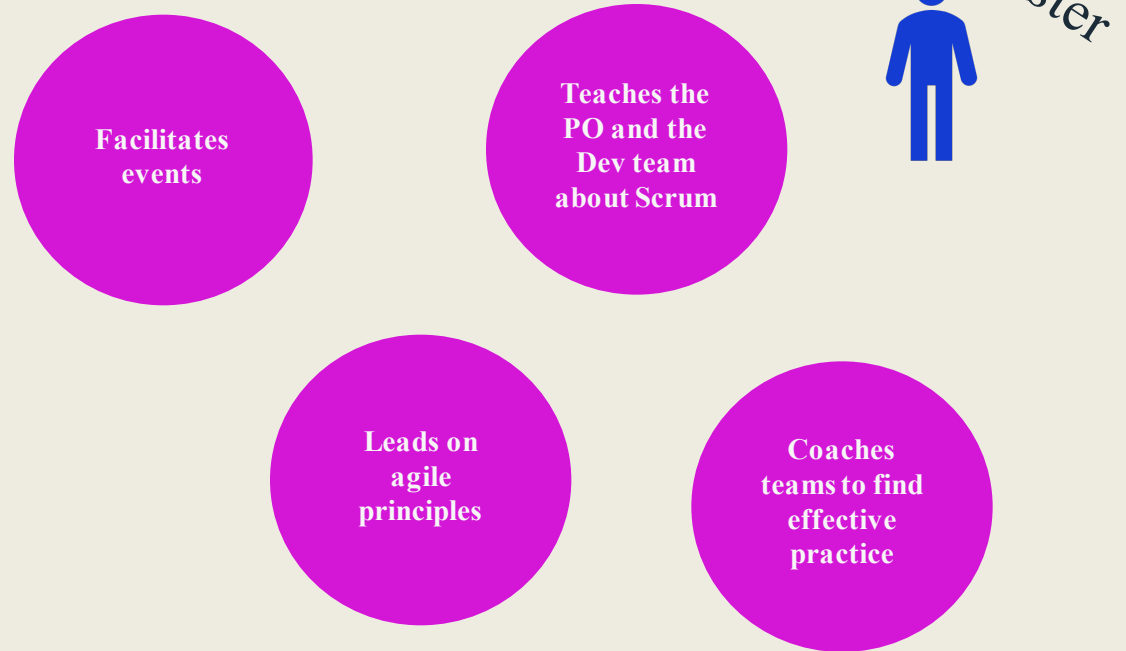 Facilitates
events
Teaches the
PO and the
Dev team
about Scrum
ster
Leads on
agile
principles
Coaches
teams to find
effective
practice